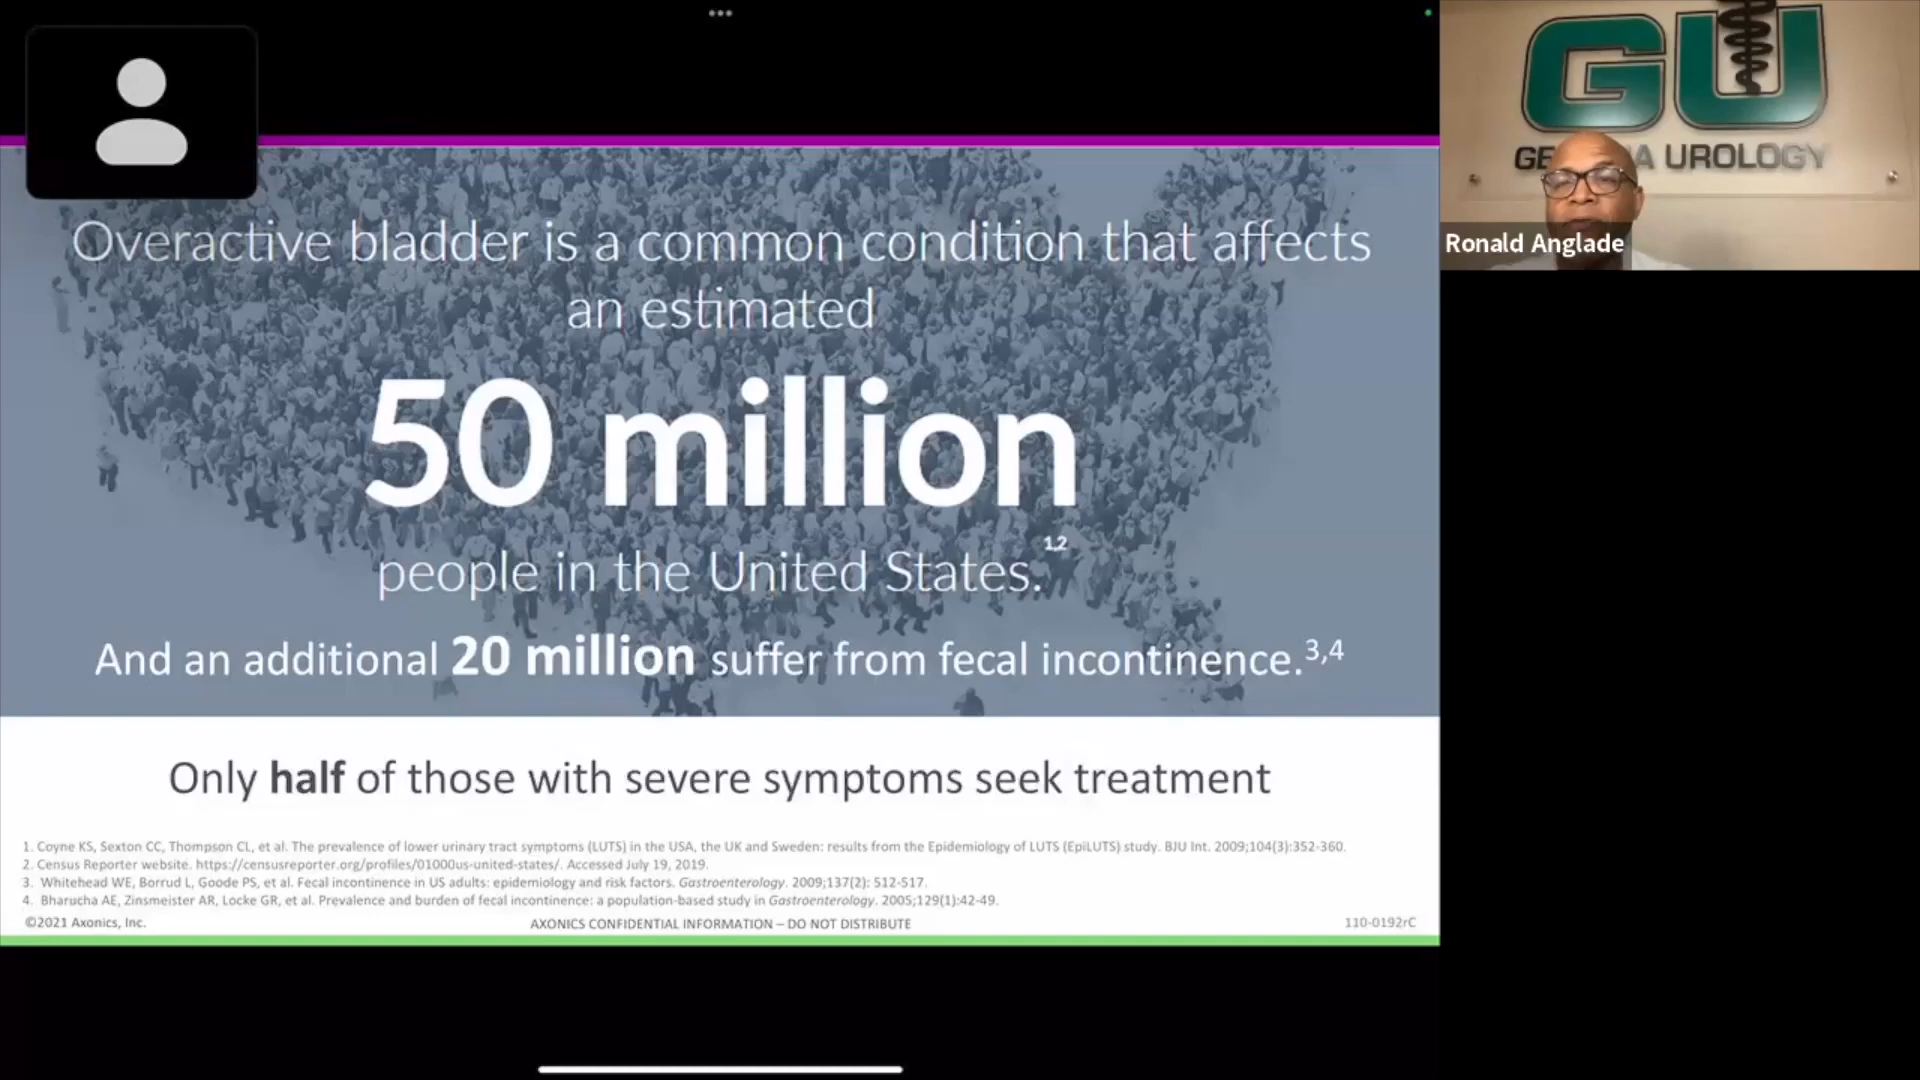 Overactive bladder is a common condition that affects
an estimated
50 million
people in the United States.1,2
And an additional 20 million suffer from fecal incontinence.3,4
Only half of those with severe symptoms seek treatment
1. Coyne KS, Sexton CC, Thompson CL, et al. The prevalence of lower urinary tract symptoms (LUTS) in the USA, the UK and Sweden: results from the Epidemiology of LUTS (EpiLUTS) study. BJU Int. 2009;104(3):352-360.
2. Census Reporter website. https://censusreporter.org/profiles/01000us-united-states/. Accessed July 19, 2019.
3. Whitehead WE, Borrud L, Goode PS, et al. Fecal incontinence in US adults: epidemiology and risk factors. Gastroenterology. 2009;137(2): 512-517.
4. Bharucha AE, Zinsmeister AR, Locke GR, et al. Prevalence and burden of fecal incontinence: a population-based study in Gastroenterology. 2005;129(1):42-49.
©2021 Axonics, Inc.
AXONICS CONFIDENTIAL INFORMATION – DO NOT DISTRIBUTE
110-0192rC
GU
UROLOGY
Ronald Anglade